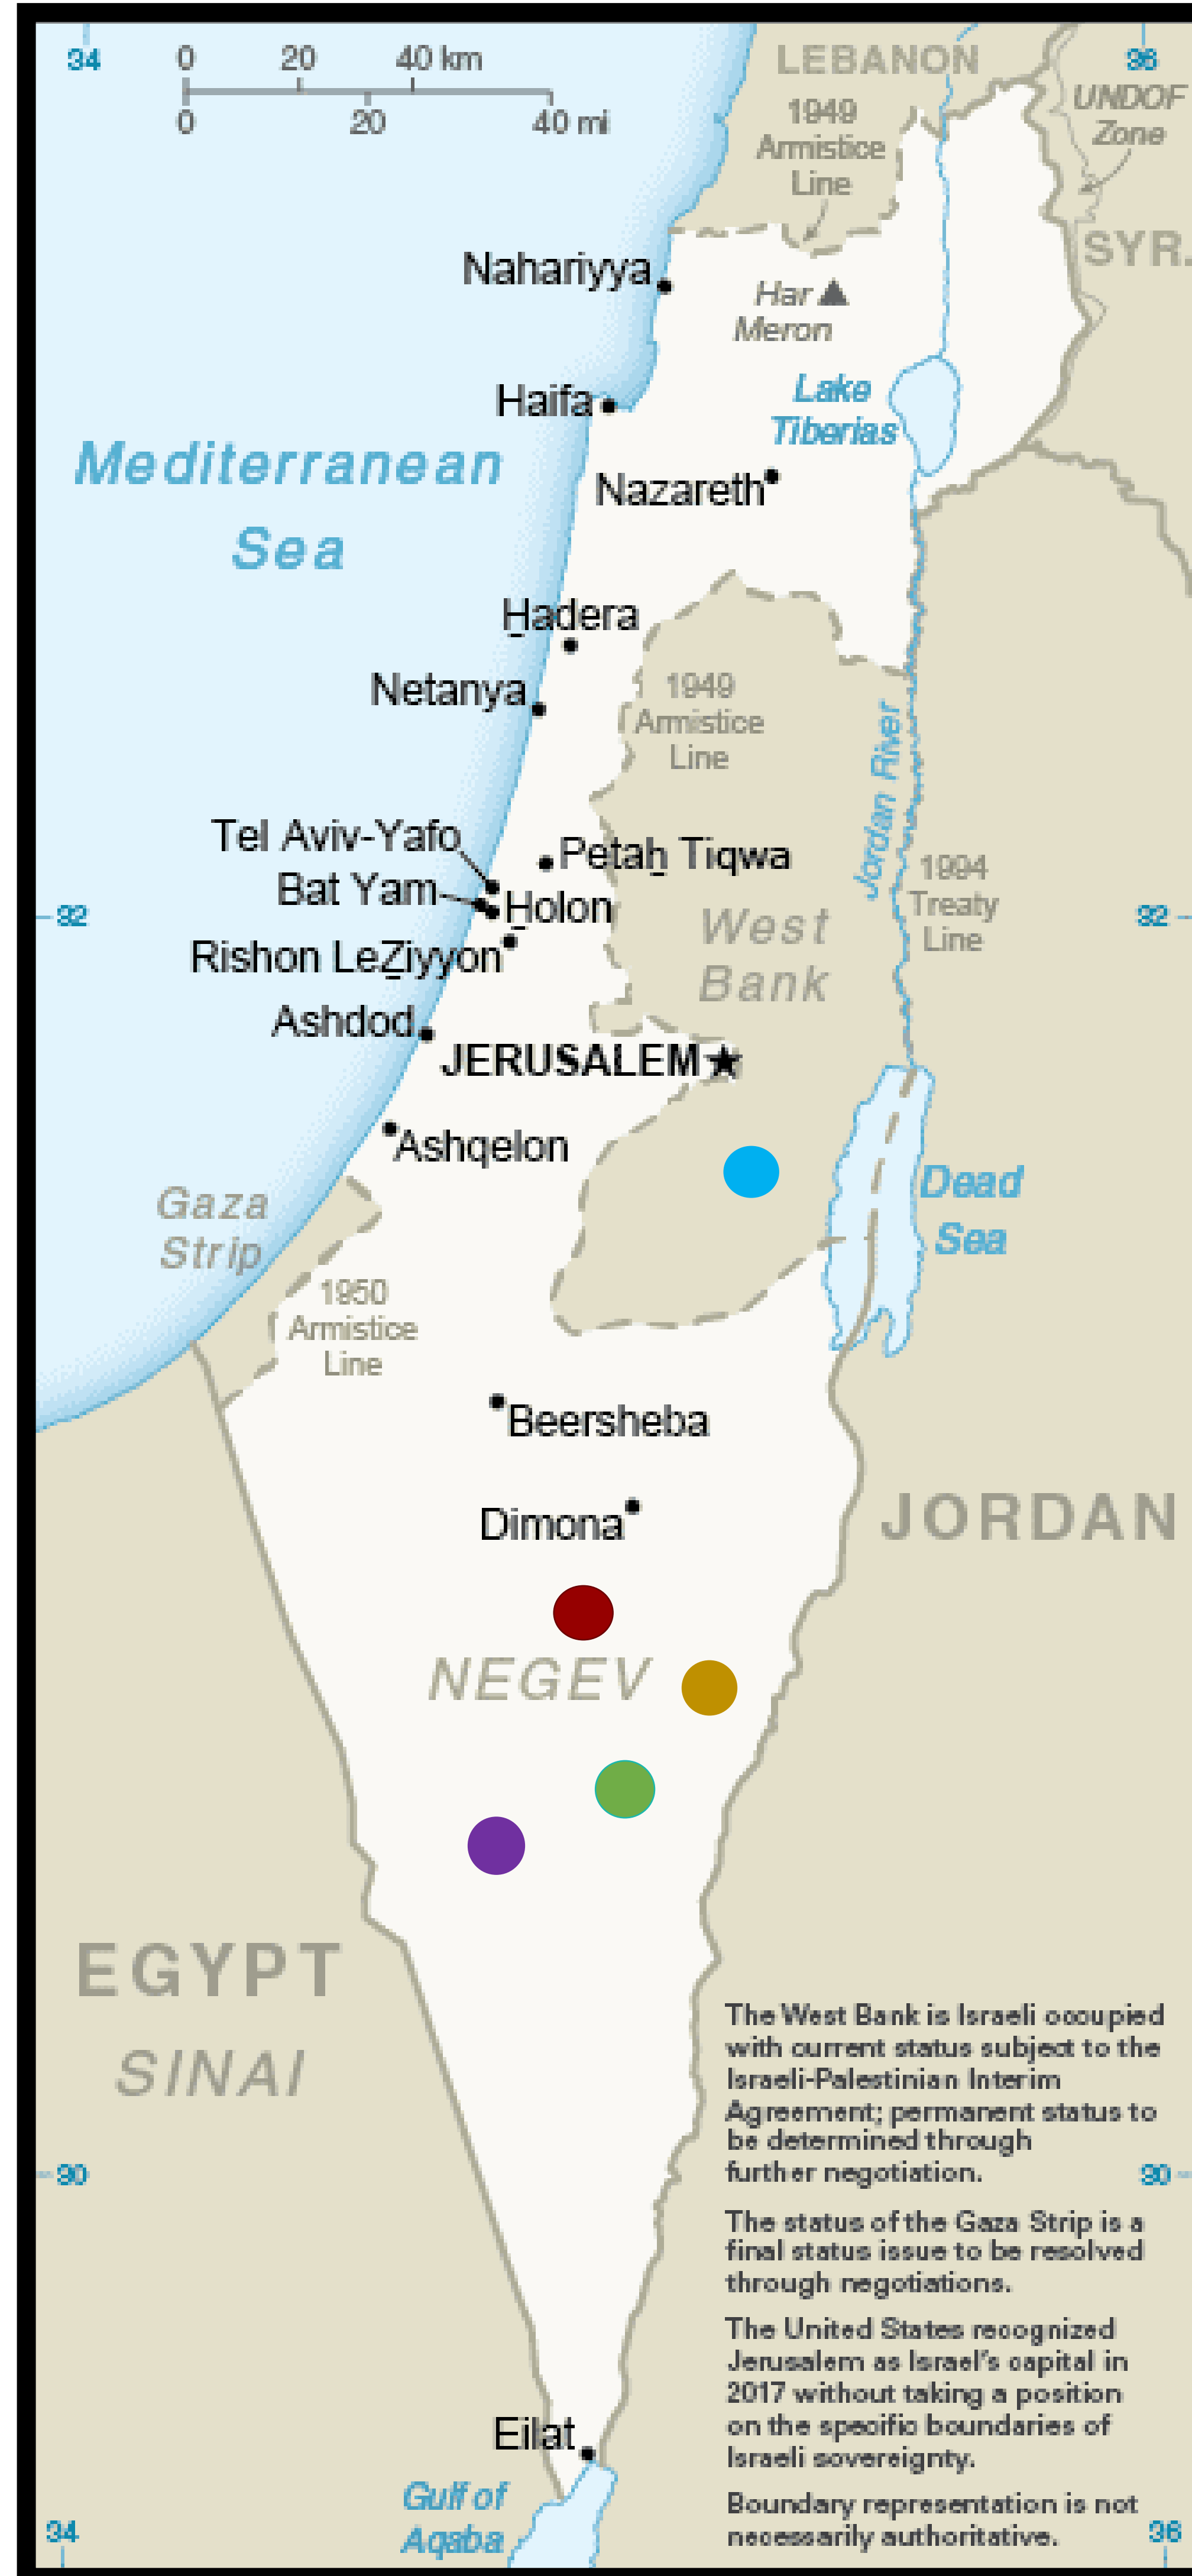 34
0 20 40 km
0 20 40 mi
LEBANON
36
UNDOF
Zone
1949
Armistice
Line
SYR.
Nahariyya
Har
Meron
Haifa
Lake
Tiberias
Mediterranean
Sea
Nazareth
H̱adera
Netanya
1949
Armistice
Line
Jordan River
Tel Aviv-Yafo
Petaẖ Tiqwa
Bat Yam
H̱olon
1994
Treaty
Line
32
32
West
Bank
Rishon LeẔiyyon
Ashdod
JERUSALEM
Ashqelon
Dead
Sea
Gaza
Strip
1950
Armistice
Line
Beersheba
Dimona
JORDAN
NEGEV
EGYPT
SINAI
The West Bank is Israeli occupied
with current status subject to the
Israeli-Palestinian Interim
Agreement; permanent status to
be determined through
further negotiation.
30
30
The status of the Gaza Strip is a
final status issue to be resolved
through negotiations.
The United States recognized
Jerusalem as Israel's capital in
2017 without taking a position
on the specific boundaries of
Israeli sovereignty.
Eilat
Gulf of
Aqaba
Boundary representation is not
necessarily authoritative.
34
36